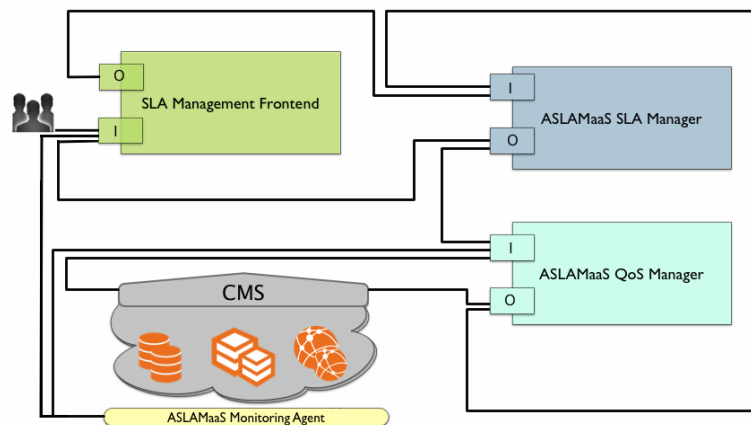 O
SLA Management Frontend
I
I
ASLAMaaS SLA Manager
O
I
ASLAMaaS QoS Manager
O
CMS
ASLAMaaS Monitoring Agent